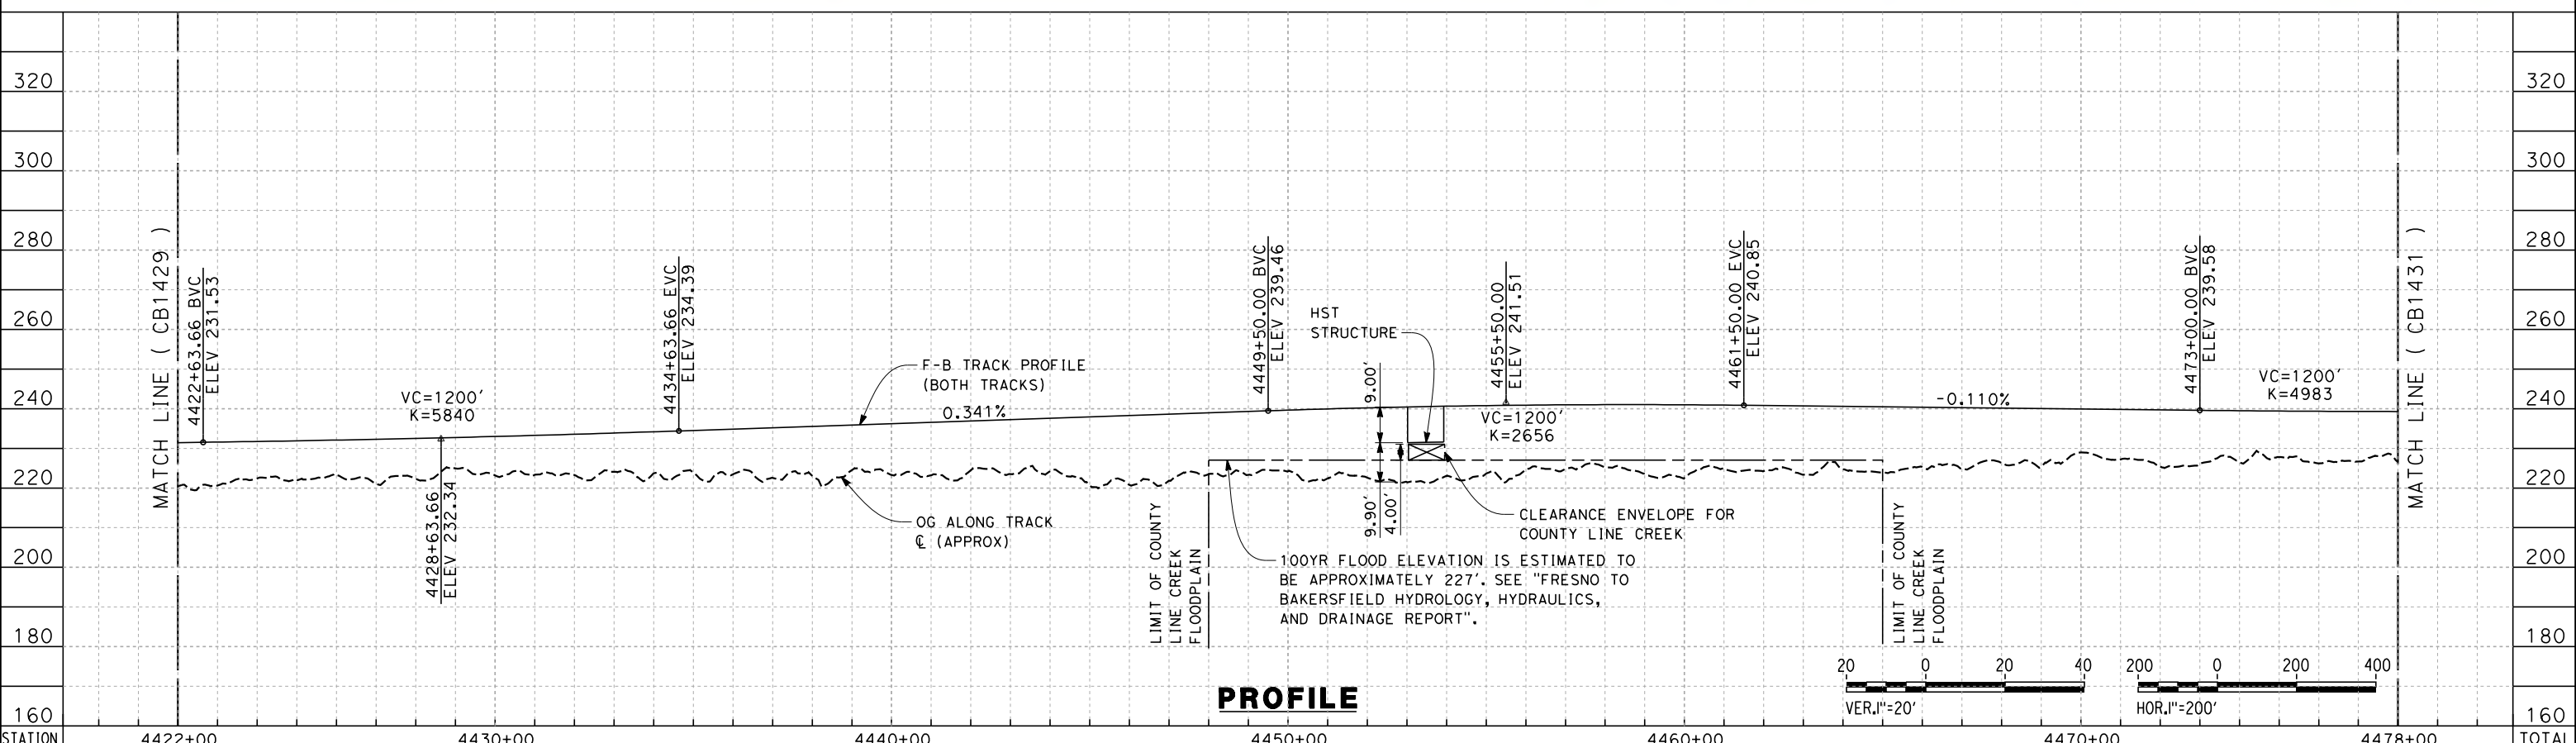 320
300
280
260
240
220
200
180
160
STATION
MATCH LINE ( CB1429 )
4422+63.66 BVC
ELEV 231.53
VC=1200'
K=5840
4428+63.66
ELEV 232.34
4434+63.66 EVC
ELEV 234.39
F-B TRACK PROFILE
(BOTH TRACKS)
0.341%
OG ALONG TRACK
℄ (APPROX)
LIMIT OF COUNTY
LINE CREEK
FLOODPLAIN
4449+50.00 BVC
ELEV 239.46
HST
STRUCTURE
9.00'
9.90'
4.00'
4455+50.00
ELEV 241.51
VC=1200'
K=2656
CLEARANCE ENVELOPE FOR
COUNTY LINE CREEK
100YR FLOOD ELEVATION IS ESTIMATED TO
BE APPROXIMATELY 227'. SEE "FRESNO TO
BAKERSFIELD HYDROLOGY, HYDRAULICS,
AND DRAINAGE REPORT".
4461+50.00 EVC
ELEV 240.85
-0.110%
LIMIT OF COUNTY
LINE CREEK
FLOODPLAIN
4473+00.00 BVC
ELEV 239.58
VC=1200'
K=4983
MATCH LINE ( CB1431 )
320
300
280
260
240
220
200
180
160
TOTAL
PROFILE
20 0 20 40
VER.1"=20'
200 0 200 400
HOR.1"=200'
4422+00 4430+00 4440+00 4450+00 4460+00 4470+00 4478+00